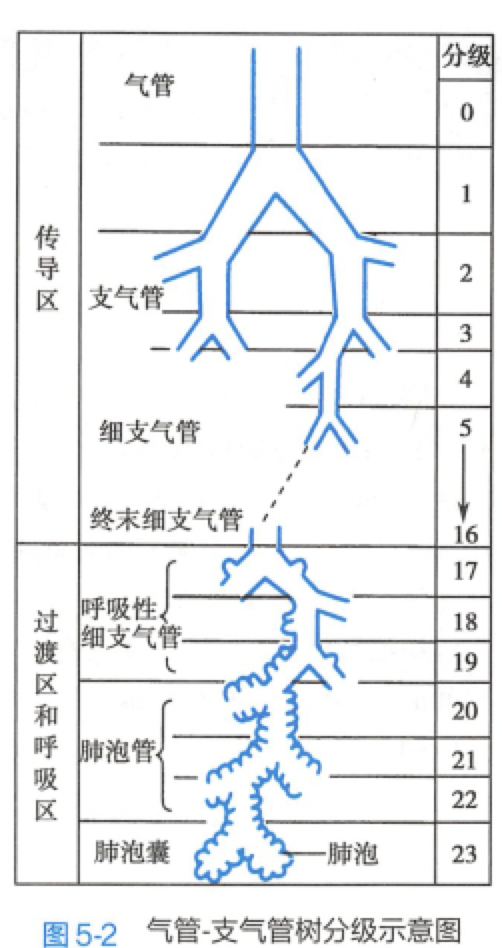 分级
气管
0
1
传导区
2
支气管
3
4
细支气管
5
终末细支气管
16
17
呼吸性
细支气管
18
19
过渡区和呼吸区
20
肺泡管
21
22
肺泡囊
肺泡
23
图 5-2 气管-支气管树分级示意图